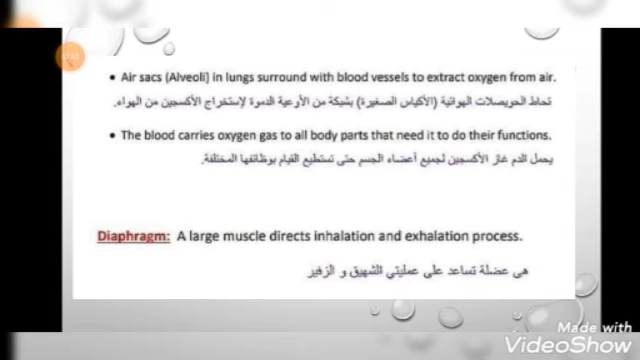 • Air sacs (Alveoli) in lungs surround with blood vessels to extract oxygen from air.
تحاط الحويصلات الهوائية (الأكياس الصغيرة) بشبكة من الأوعية الدموة لإستخراج الأكسجين من الهواء.
• The blood carries oxygen gas to all body parts that need it to do their functions.
يحمل الدم غاز الأكسجين لجميع أعضاء الجسم حتى تستطيع القيام بوظائفها المختلفة.
Diaphragm: A large muscle directs inhalation and exhalation process.
هى عضلة تساعد على عمليتي الشهيق و الزفير
Made with
VideoShow